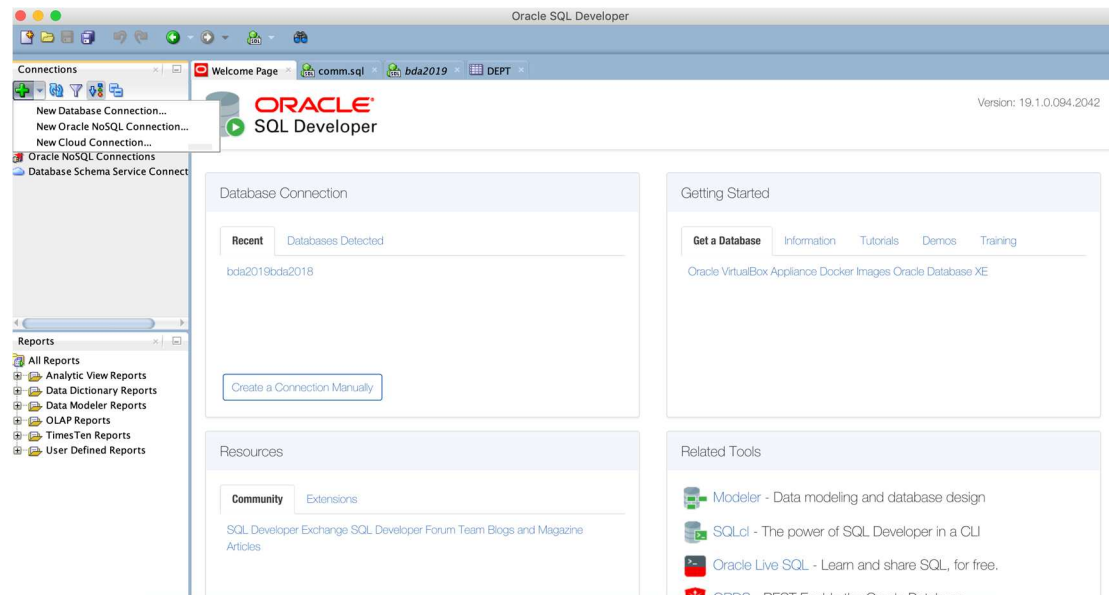 Oracle SQL Developer
Connections
Welcome Page
comm.sql
bda2019
DEPT
New Database Connection...
New Oracle NoSQL Connection...
New Cloud Connection...
Oracle NoSQL Connections
Database Schema Service Connect
ORACLE
SQL Developer
Version: 19.1.0.094.2042
Database Connection
Recent
Databases Detected
bda2019bda2018
Create a Connection Manually
Getting Started
Get a Database
Information
Tutorials
Demos
Training
Oracle VirtualBox Appliance Docker Images Oracle Database XE
Reports
All Reports
Analytic View Reports
Data Dictionary Reports
Data Modeler Reports
OLAP Reports
TimesTen Reports
User Defined Reports
Resources
Community
Extensions
SQL Developer Exchange SQL Developer Forum Team Blogs and Magazine
Articles
Related Tools
Modeler - Data modeling and database design
SQLcl - The power of SQL Developer in a CLI
Oracle Live SQL - Learn and share SQL, for free.